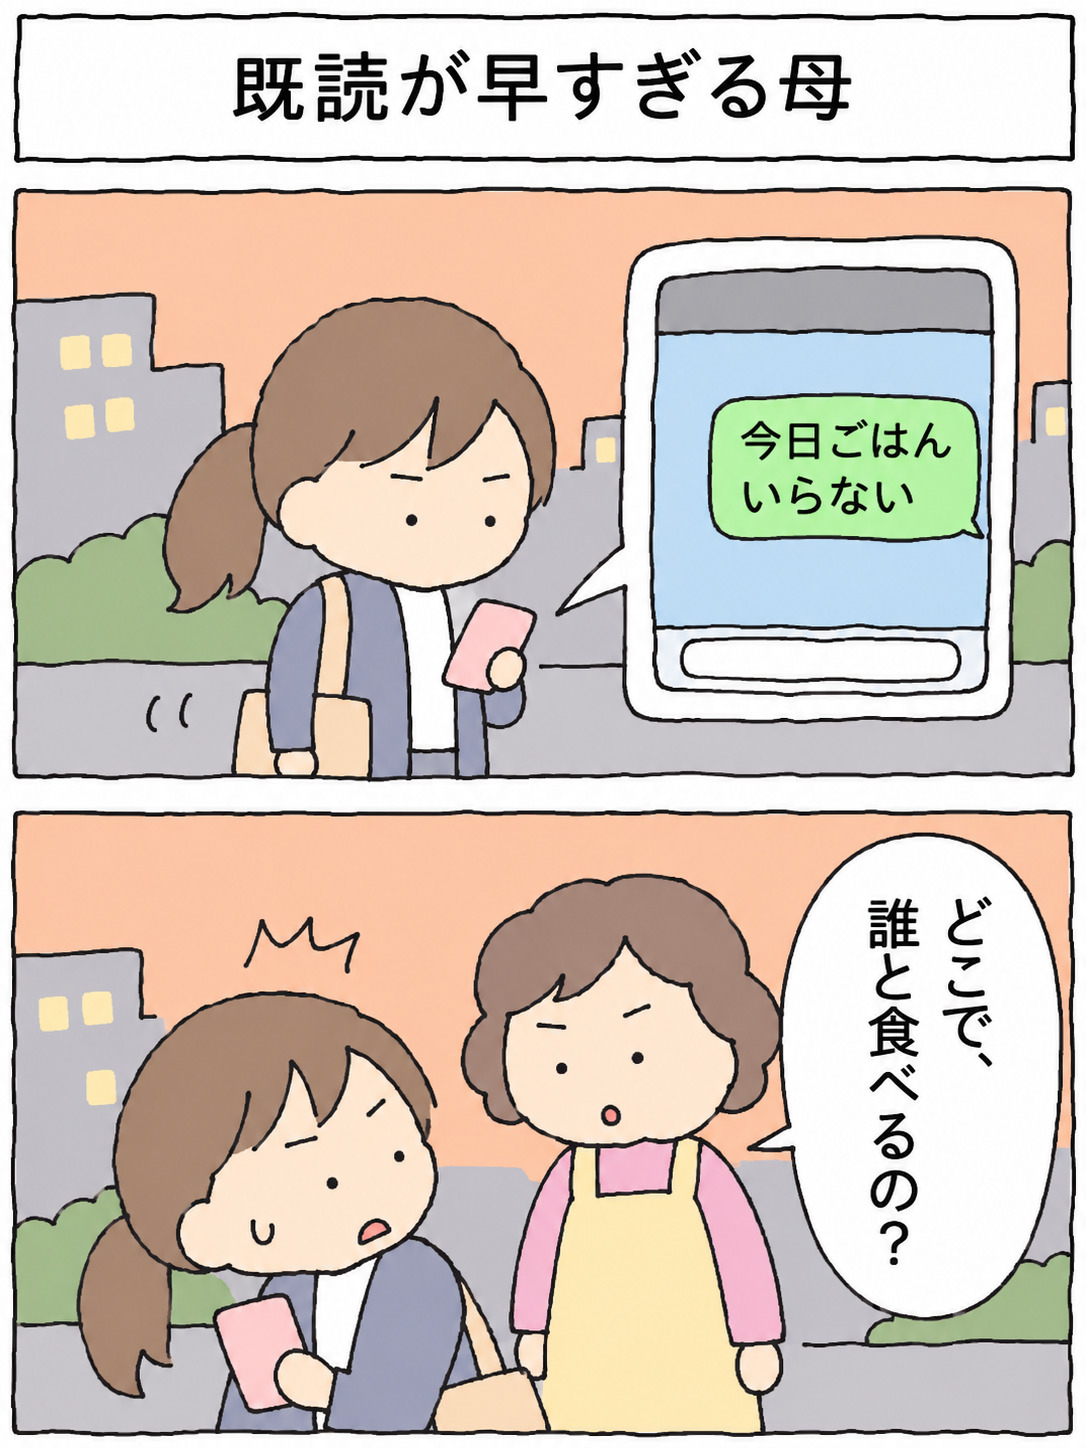 既読が早すぎる母
今日ごはん
いらない
どこで、
誰と食べるの？